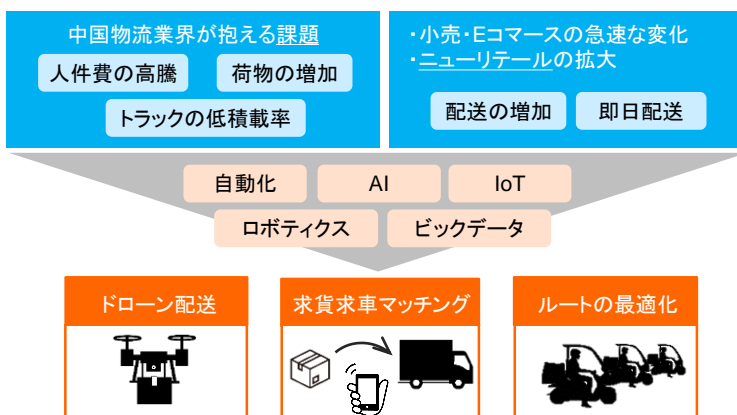 中国物流業界が抱える課題
人件費の高騰
荷物の増加
トラックの低積載率
・小売・Eコマースの急速な変化
・ニューリテールの拡大
配送の増加
即日配送
自動化
AI
IoT
ロボティクス
ビックデータ
ドローン配送
求貨求車マッチング
ルートの最適化